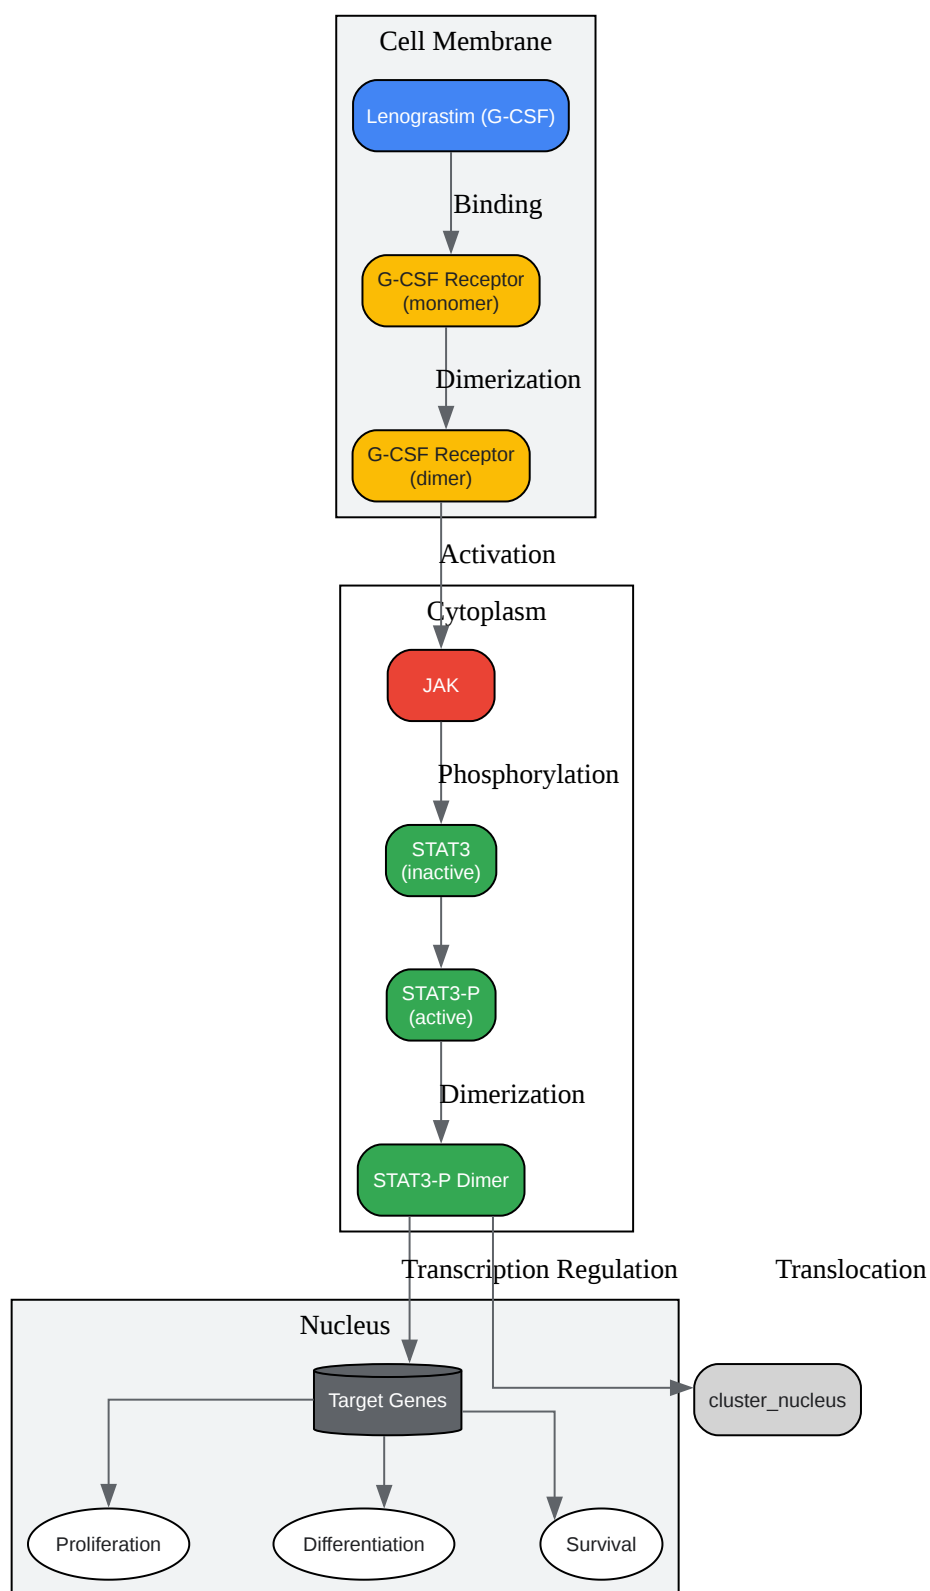 Cell Membrane
Lenograstim (G-CSF)
Binding
G-CSF Receptor
(monomer)
Dimerization
G-CSF Receptor
(dimer)
Activation
Cytoplasm
JAK
Phosphorylation
STAT3
(inactive)
STAT3-P
(active)
Dimerization
STAT3-P Dimer
Transcription Regulation
Translocation
Nucleus
Target Genes
cluster_nucleus
Proliferation
Differentiation
Survival